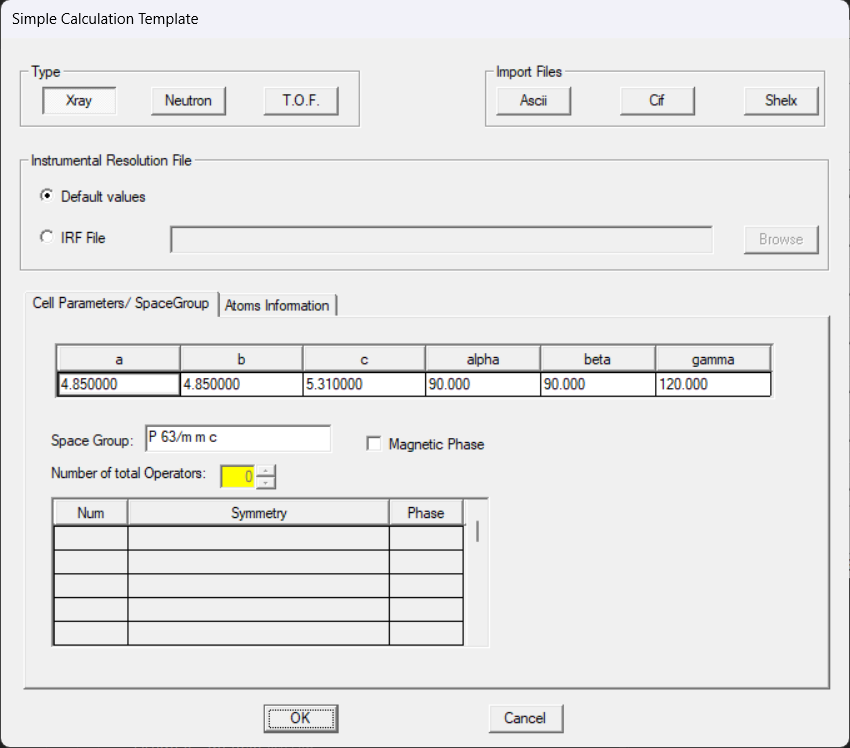 Simple Calculation Template
Type
Import Files
Xray Neutron T.O.F. Ascii Cif Shelx
Instrumental Resolution File
Default values
IRF File Browse
Cell Parameters/ SpaceGroup Atoms Information
a b c alpha beta gamma
4.850000 4.850000 5.310000 90.000 90.000 120.000
Space Group: P 63/m m c Magnetic Phase
Number of total Operators: 0
Num Symmetry Phase
OK Cancel